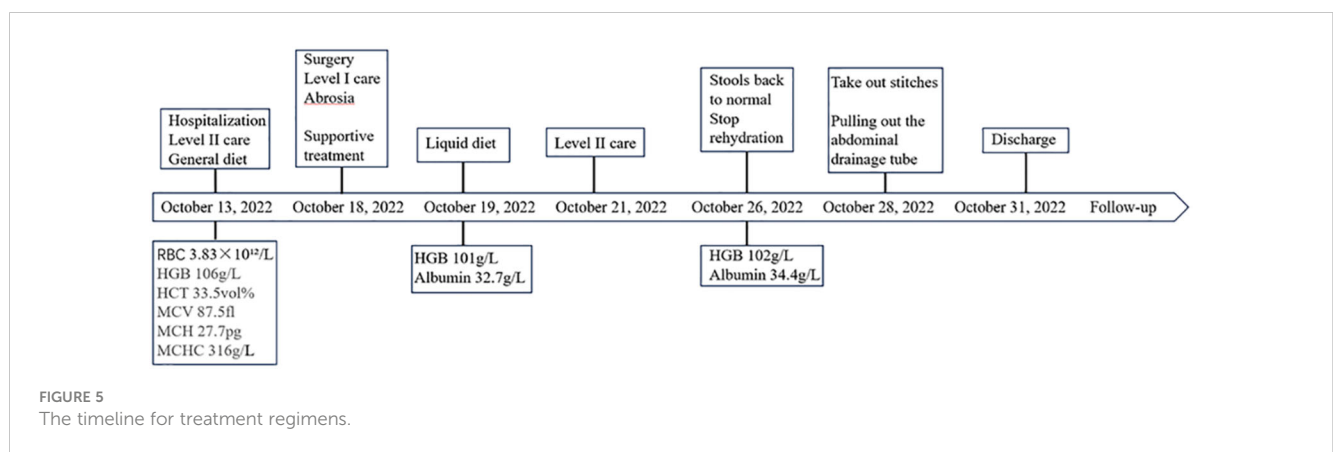 Hospitalization
Level II care
General diet
Surgery
Level I care
Abrosia
Supportive
treatment
Liquid diet
Level II care
Stools back
to normal
Stop
rehydration
Take out stitches
Pulling out the
abdominal
drainage tube
Discharge
October 13, 2022 October 18, 2022 October 19, 2022 October 21, 2022 October 26, 2022 October 28, 2022 October 31, 2022 Follow-up
RBC 3.83×10¹²/L
HGB 106g/L
HCT 33.5vol%
MCV 87.5fl
MCH 27.7pg
MCHC 316g/L
HGB 101g/L
Albumin 32.7g/L
HGB 102g/L
Albumin 34.4g/L
FIGURE 5
The timeline for treatment regimens.